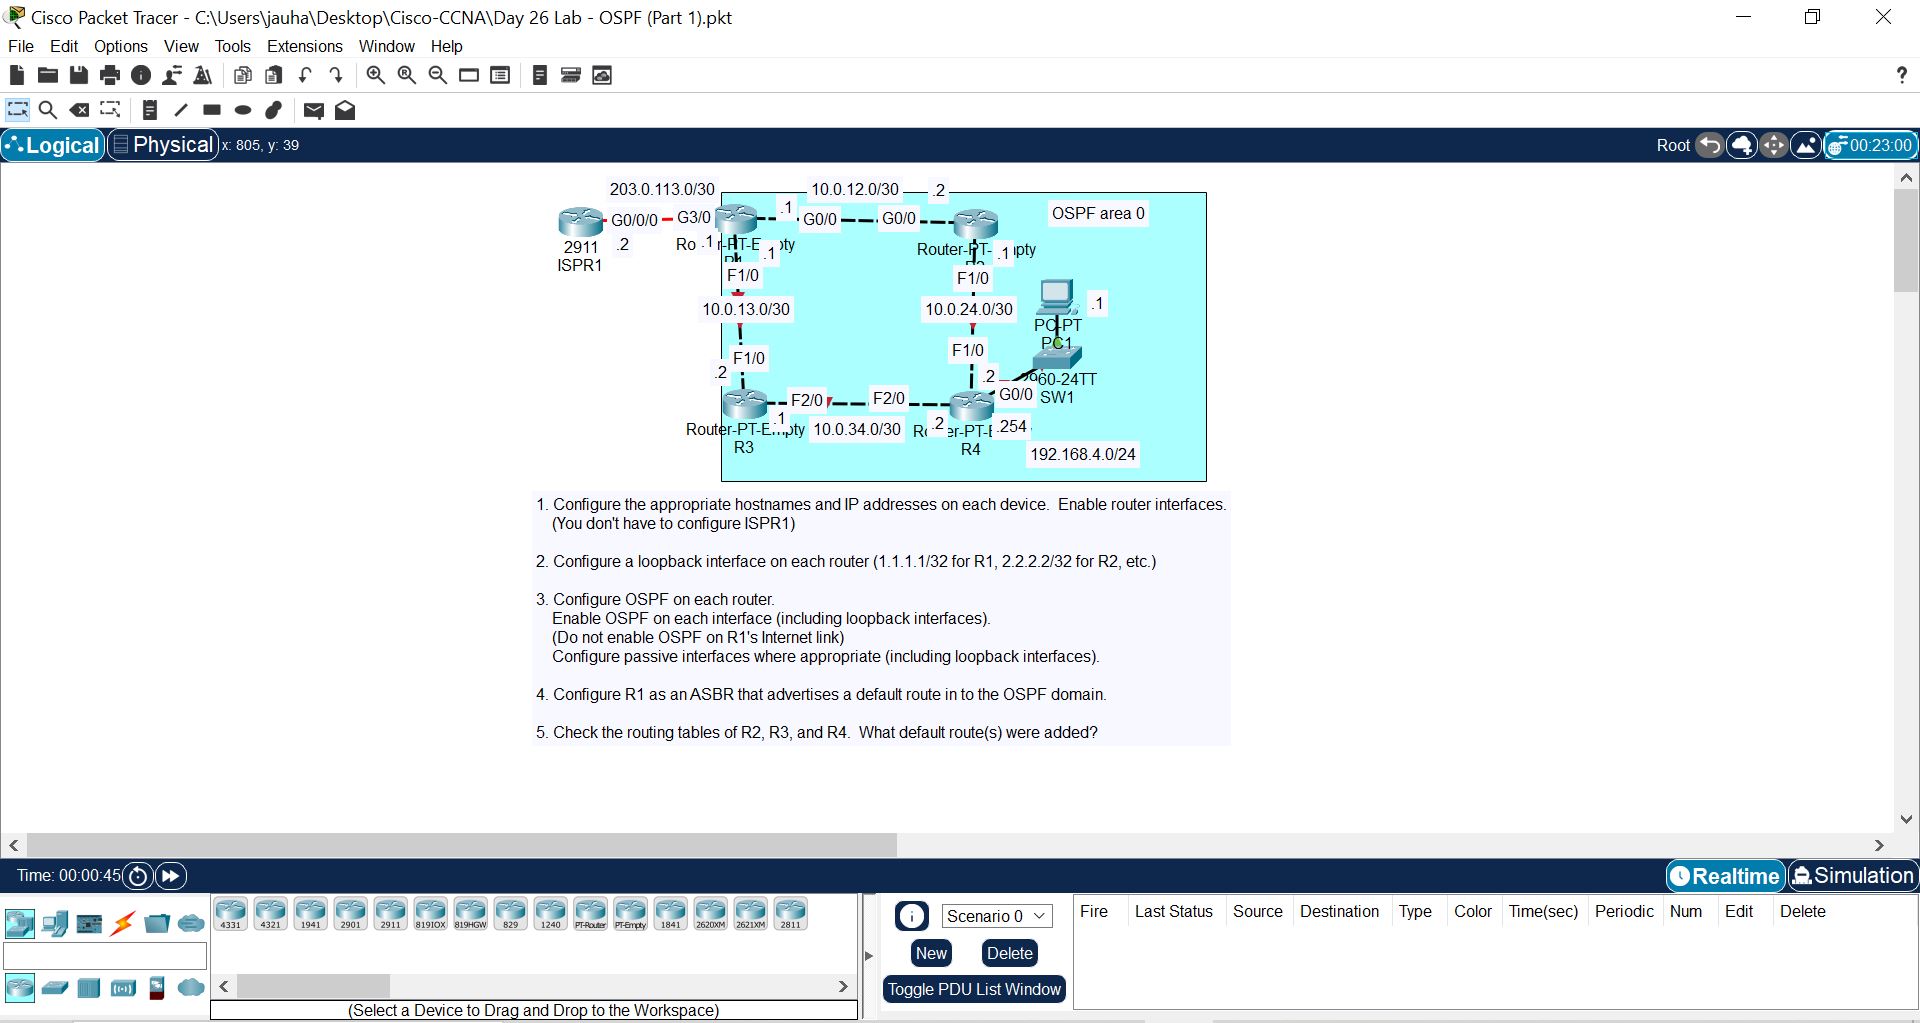 Cisco Packet Tracer - C:\Users\jauha\Desktop\Cisco-CCNA\Day 26 Lab - OSPF (Part 1).pkt
File Edit Options View Tools Extensions Window Help
?
Logical Physical x: 805, y: 39 Root 00:23:00
203.0.113.0/30 10.0.12.0/30 .2
OSPF area 0
G0/0/0 G3/0 .1 G0/0 G0/0
2911 .2 .1 Router-PT- pty
ISPR1 .1 .1
F1/0 F1/0
10.0.13.0/30 10.0.24.0/30 .1
PC-PT
PC1
F1/0 F1/0
.2 .2 2960-24TT
F2/0 F2/0 G0/0 SW1
Router-PT-Empty .1 10.0.34.0/30 .2 .254
R3 R4
192.168.4.0/24
1. Configure the appropriate hostnames and IP addresses on each device. Enable router interfaces.
(You don't have to configure ISPR1)
2. Configure a loopback interface on each router (1.1.1.1/32 for R1, 2.2.2.2/32 for R2, etc.)
3. Configure OSPF on each router.
Enable OSPF on each interface (including loopback interfaces).
(Do not enable OSPF on R1's Internet link)
Configure passive interfaces where appropriate (including loopback interfaces).
4. Configure R1 as an ASBR that advertises a default route in to the OSPF domain.
5. Check the routing tables of R2, R3, and R4. What default route(s) were added?
Time: 00:00:45 Realtime Simulation
4331 4321 1941 2901 2911 819IOX 819HGW 829 1240 PT-Router PT-Empty 1841 2620XM 2621XM 2811
Scenario 0
New Delete
Toggle PDU List Window
Fire Last Status Source Destination Type Color Time(sec) Periodic Num Edit Delete
(Select a Device to Drag and Drop to the Workspace)